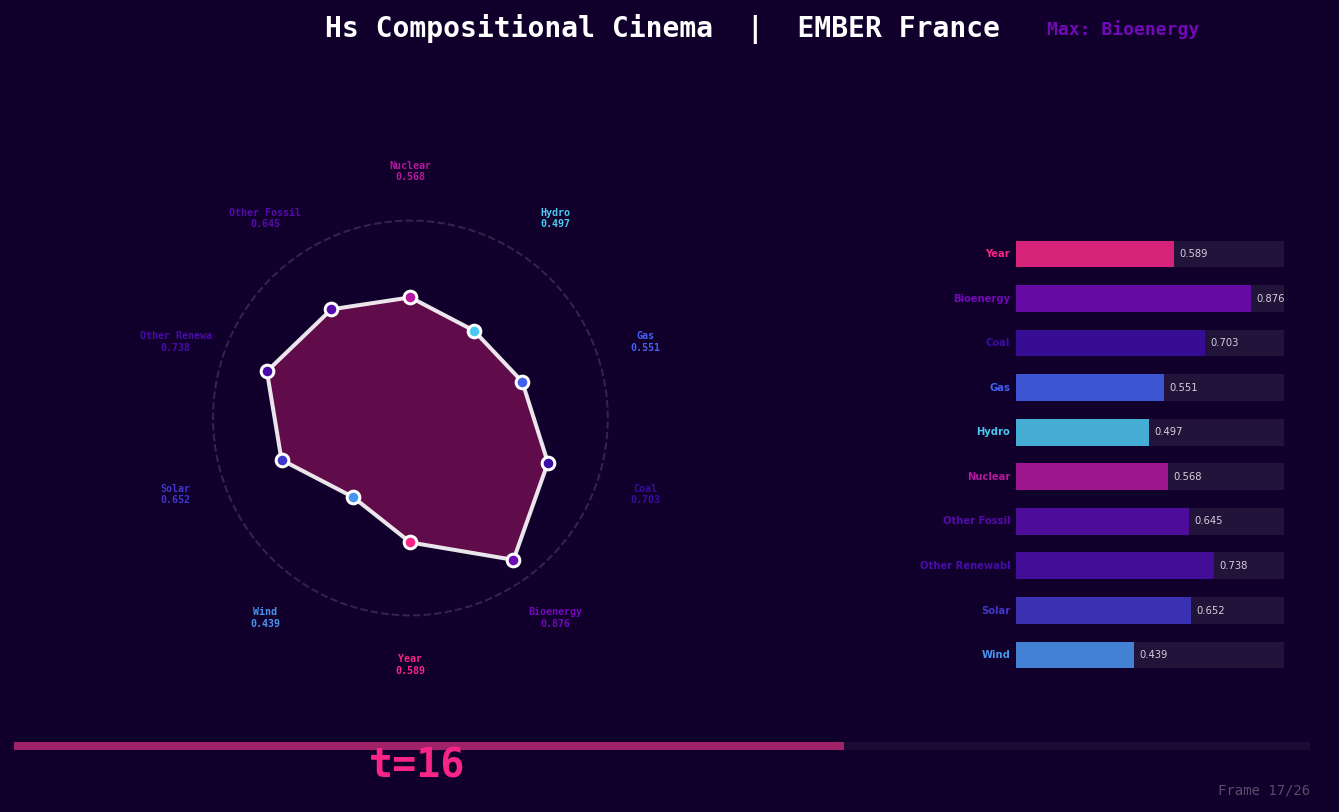 Hs Compositional Cinema  |  EMBER France
Max: Bioenergy
Nuclear
0.568
Other Fossil
0.645
Hydro
0.497
Other Renewa
0.738
Gas
0.551
Solar
0.652
Coal
0.703
Wind
0.439
Bioenergy
0.876
Year
0.589
Year 0.589
Bioenergy 0.876
Coal 0.703
Gas 0.551
Hydro 0.497
Nuclear 0.568
Other Fossil 0.645
Other Renewabl 0.738
Solar 0.652
Wind 0.439
t=16
Frame 17/26